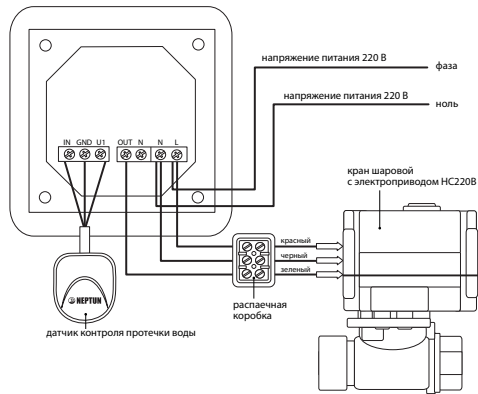 напряжение питания 220 В
фаза
напряжение питания 220 В
ноль
IN GND U1 OUT N N L
кран шаровой
с электроприводом НС220В
красный
черный
зеленый
NEPTUN
распаечная
коробка
датчик контроля протечки воды